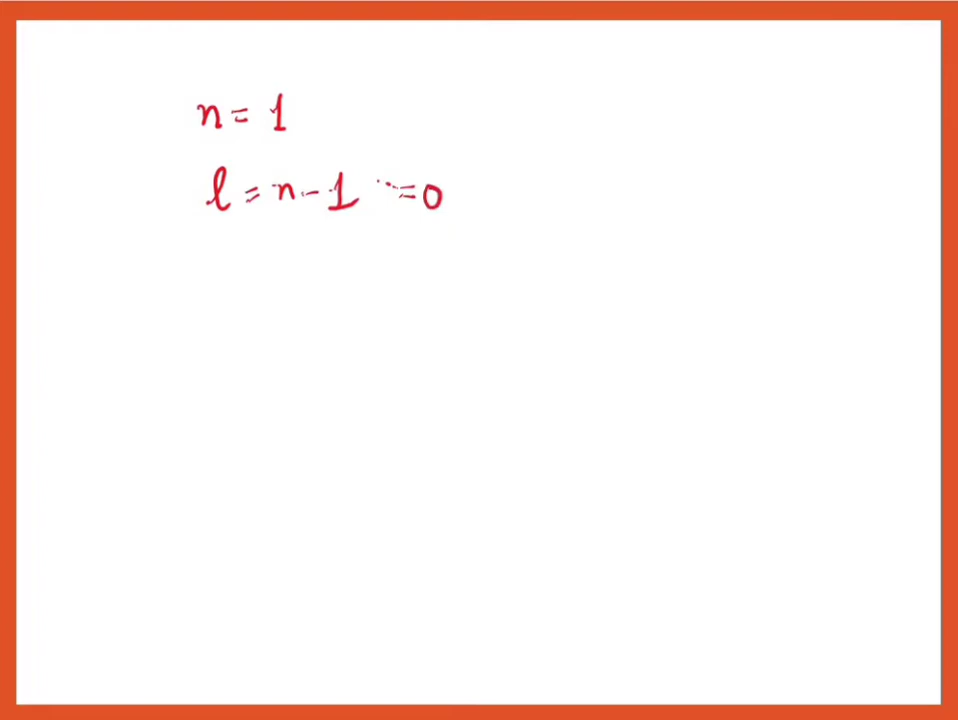 n = 1
l = n - 1 = 0